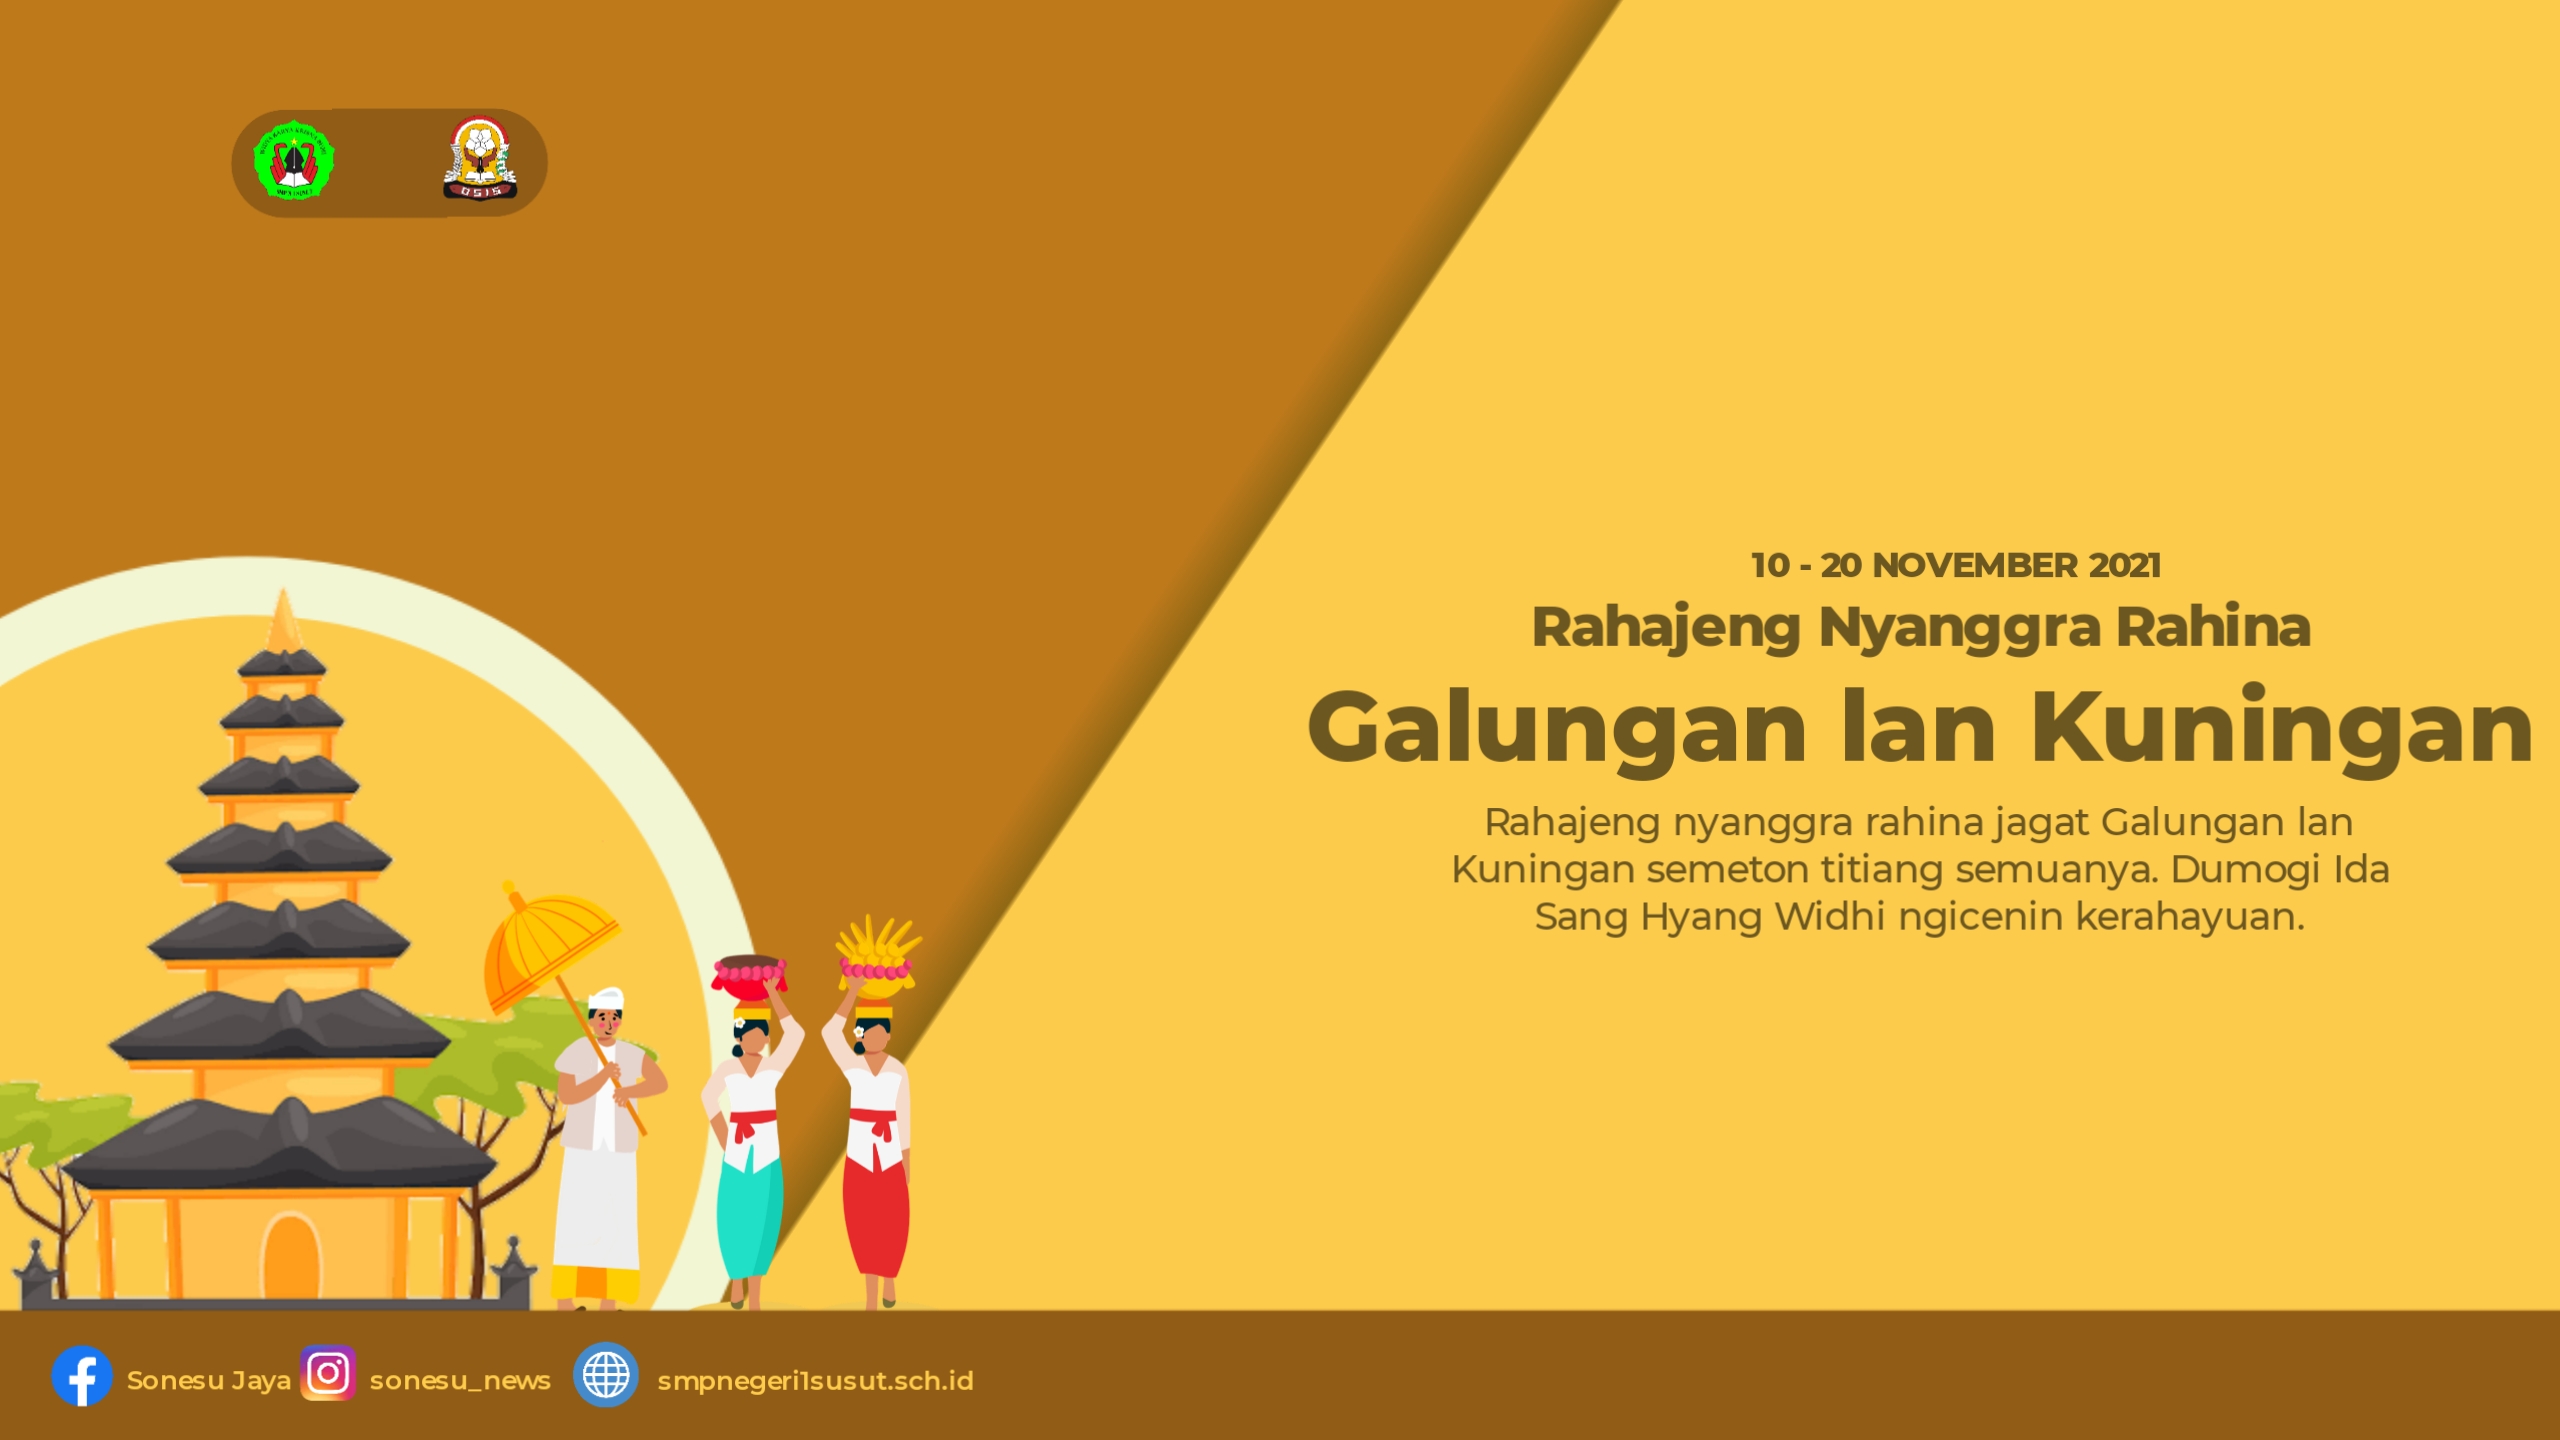 OSIS
10 - 20 NOVEMBER 2021
Rahajeng Nyanggra Rahina
Galungan lan Kuningan
Rahajeng nyanggra rahina jagat Galungan lan
Kuningan semeton titiang semuanya. Dumogi Ida
Sang Hyang Widhi ngicenin kerahayuan.
Sonesu Jaya
sonesu_news
smpnegeri1susut.sch.id